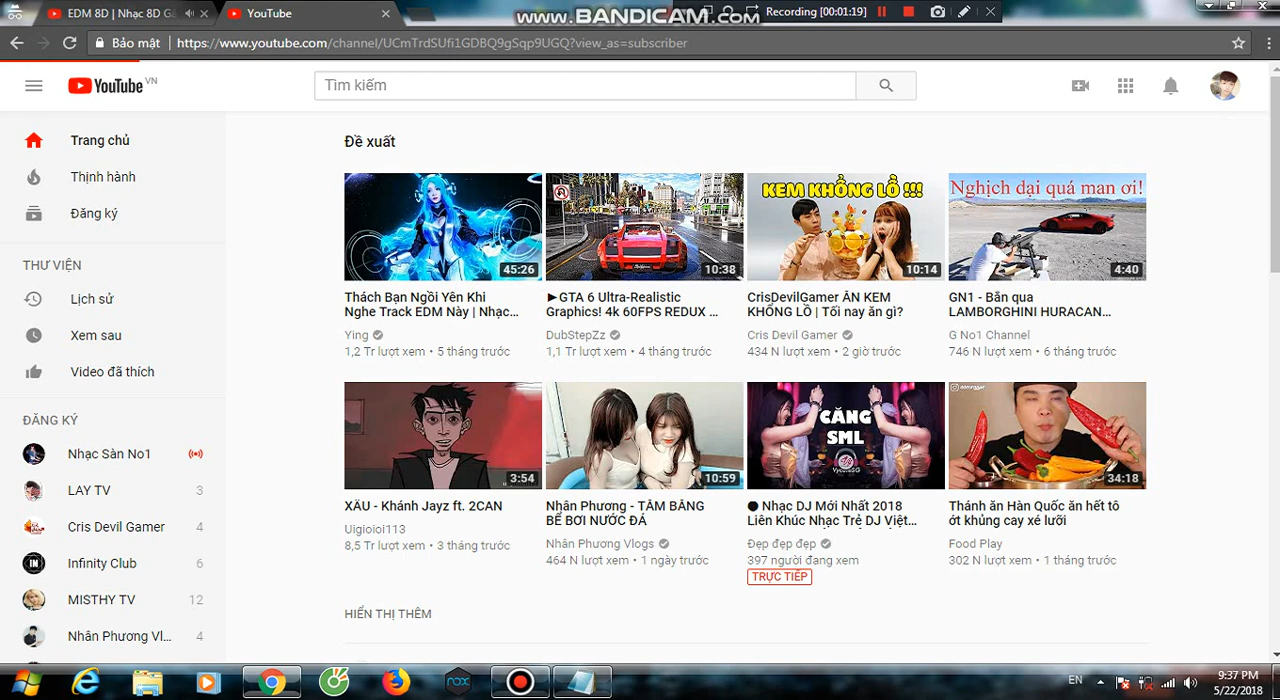 EDM 8D | Nhạc 8D G
YouTube
www.BANDICAM.com
Recording [00:01:19]
Bảo mật
https://www.youtube.com/channel/UCmTrdSUfi1GDBQ9gSqp9UGQ?view_as=subscriber
YouTube VN
Tìm kiếm
Trang chủ
Thịnh hành
Đăng ký
THƯ VIỆN
Lịch sử
Xem sau
Video đã thích
ĐĂNG KÝ
Nhạc Sàn No1
LAY TV 3
Cris Devil Gamer 4
Infinity Club 6
MISTHY TV 12
Nhân Phương Vl... 4
Đề xuất
45:26
Thách Bạn Ngồi Yên Khi
Nghe Track EDM Này | Nhạc...
Ying
1,2 Tr lượt xem • 5 tháng trước
10:38
►GTA 6 Ultra-Realistic
Graphics! 4k 60FPS REDUX ...
DubStepZz
1,1 Tr lượt xem • 4 tháng trước
KEM KHỔNG LỒ !!!
10:14
CrisDevilGamer ĂN KEM
KHỔNG LỒ | Tối nay ăn gì?
Cris Devil Gamer
434 N lượt xem • 2 giờ trước
Nghịch dại quá man ơi!
4:40
GN1 - Bắn qua
LAMBORGHINI HURACAN...
G No1 Channel
746 N lượt xem • 6 tháng trước
3:54
XẤU - Khánh Jayz ft. 2CAN
Uigioioi113
8,5 Tr lượt xem • 3 tháng trước
10:59
Nhân Phương - TẮM BẰNG
BỂ BƠI NƯỚC ĐÁ
Nhân Phương Vlogs
464 N lượt xem • 1 ngày trước
CĂNG
SML
● Nhạc DJ Mới Nhất 2018
Liên Khúc Nhạc Trẻ DJ Việt...
Đẹp đẹp đẹp
397 người đang xem
TRỰC TIẾP
34:18
Thánh ăn Hàn Quốc ăn hết tô
ớt khủng cay xé lưỡi
Food Play
302 N lượt xem • 1 tháng trước
HIỂN THỊ THÊM
nox
EN
9:37 PM
5/22/2018